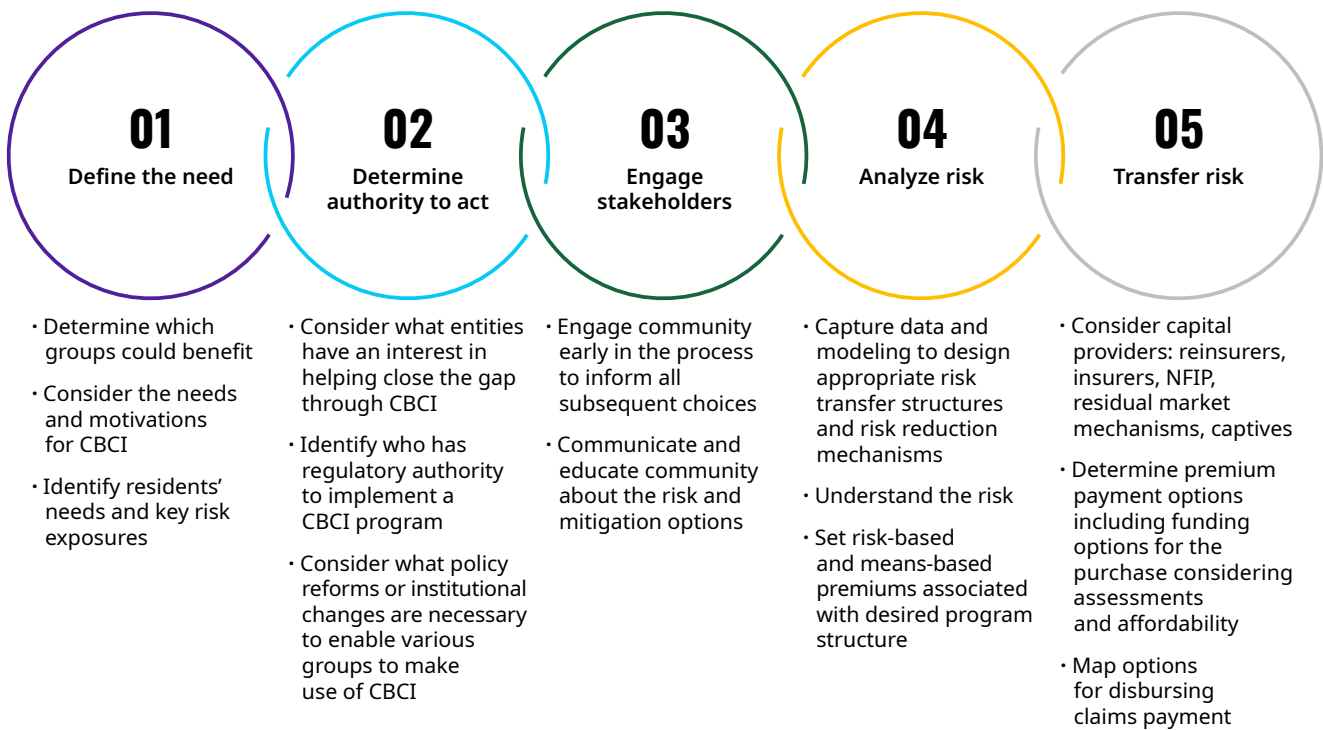 01
Define the need
· Determine which
groups could benefit
· Consider the needs
and motivations
for CBCI
· Identify residents’
needs and key risk
exposures
02
Determine
authority to act
· Consider what entities
have an interest in
helping close the gap
through CBCI
· Identify who has
regulatory authority
to implement a
CBCI program
· Consider what policy
reforms or institutional
changes are necessary
to enable various
groups to make
use of CBCI
03
Engage
stakeholders
· Engage community
early in the process
to inform all
subsequent choices
· Communicate and
educate community
about the risk and
mitigation options
04
Analyze risk
· Capture data and
modeling to design
appropriate risk
transfer structures
and risk reduction
mechanisms
· Understand the risk
· Set risk-based
and means-based
premiums associated
with desired program
structure
05
Transfer risk
· Consider capital
providers: reinsurers,
insurers, NFIP,
residual market
mechanisms, captives
· Determine premium
payment options
including funding
options for the
purchase considering
assessments
and affordability
· Map options
for disbursing
claims payment